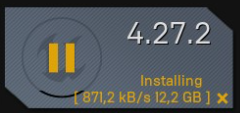 4.27.2
Installing
[ 871,2 kB/s 12,2 GB ]